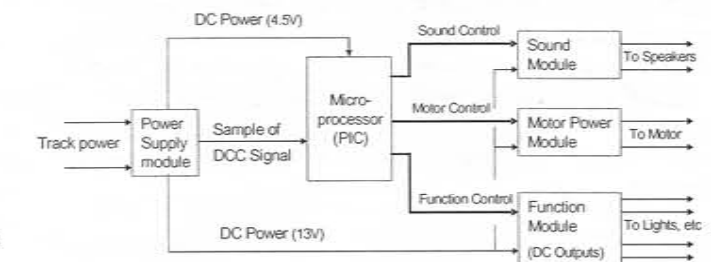 DC Power (4.5V)
Sound Control
Sound
Module
To Speakers
Micro-
processor
(PIC)
Motor Control
Motor Power
Module
To Motor
Track power
Power
Supply
module
Sample of
DCC Signal
Function Control
Function
Module
(DC Outputs)
To Lights, etc
DC Power (13V)